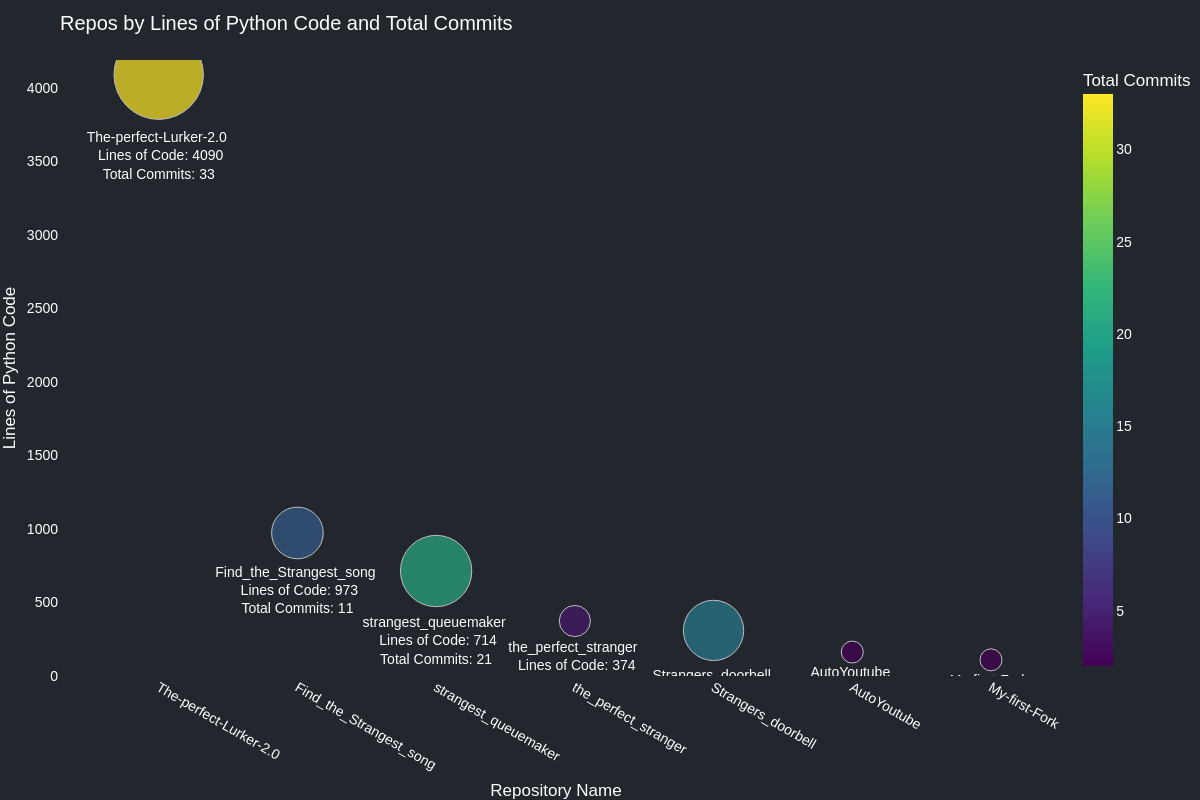 Repos by Lines of Python Code and Total Commits
Total Commits
4000
3500
3000
2500
2000
1500
1000
500
0
Lines of Python Code
30
25
20
15
10
5
The-perfect-Lurker-2.0
Lines of Code: 4090
Total Commits: 33
Find_the_Strangest_song
Lines of Code: 973
Total Commits: 11
strangest_queuemaker
Lines of Code: 714
Total Commits: 21
the_perfect_stranger
Lines of Code: 374
Strangers_doorbell
AutoYoutube
The-perfect-Lurker-2.0
Find_the_Strangest_song
strangest_queuemaker
the_perfect_stranger
Strangers_doorbell
AutoYoutube
My-first-Fork
Repository Name